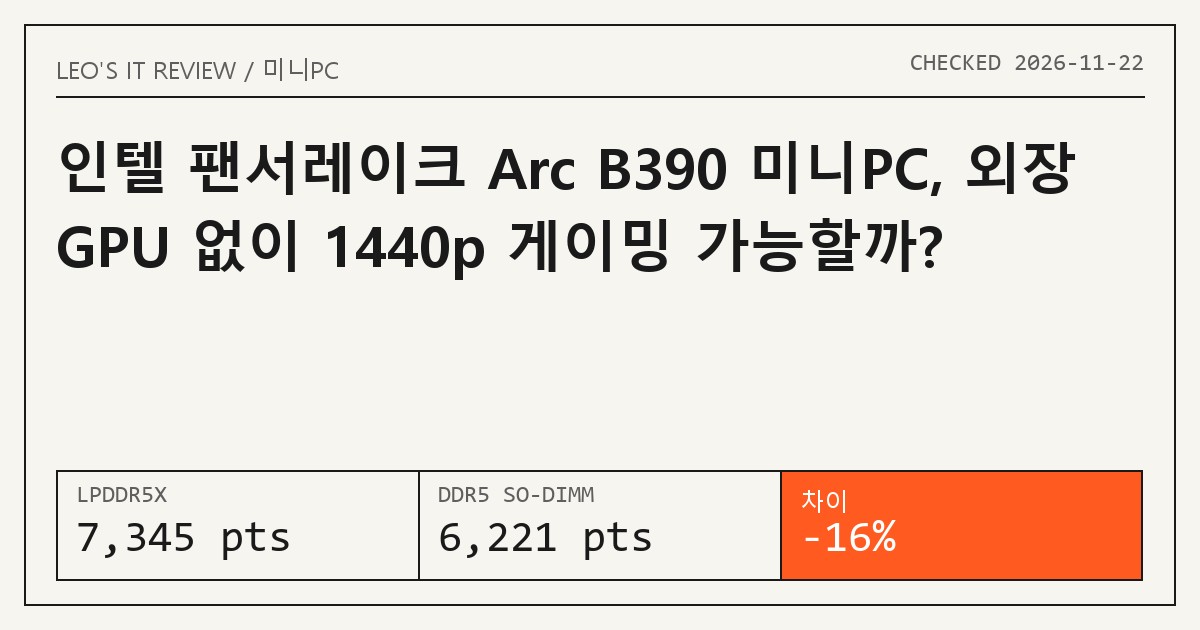 LEO'S IT REVIEW / 미니PC
CHECKED 2026-11-22
인텔 팬서레이크 Arc B390 미니PC, 외장
GPU 없이 1440p 게이밍 가능할까?
LPDDR5X
7,345 pts
DDR5 SO-DIMM
6,221 pts
차이
-16%